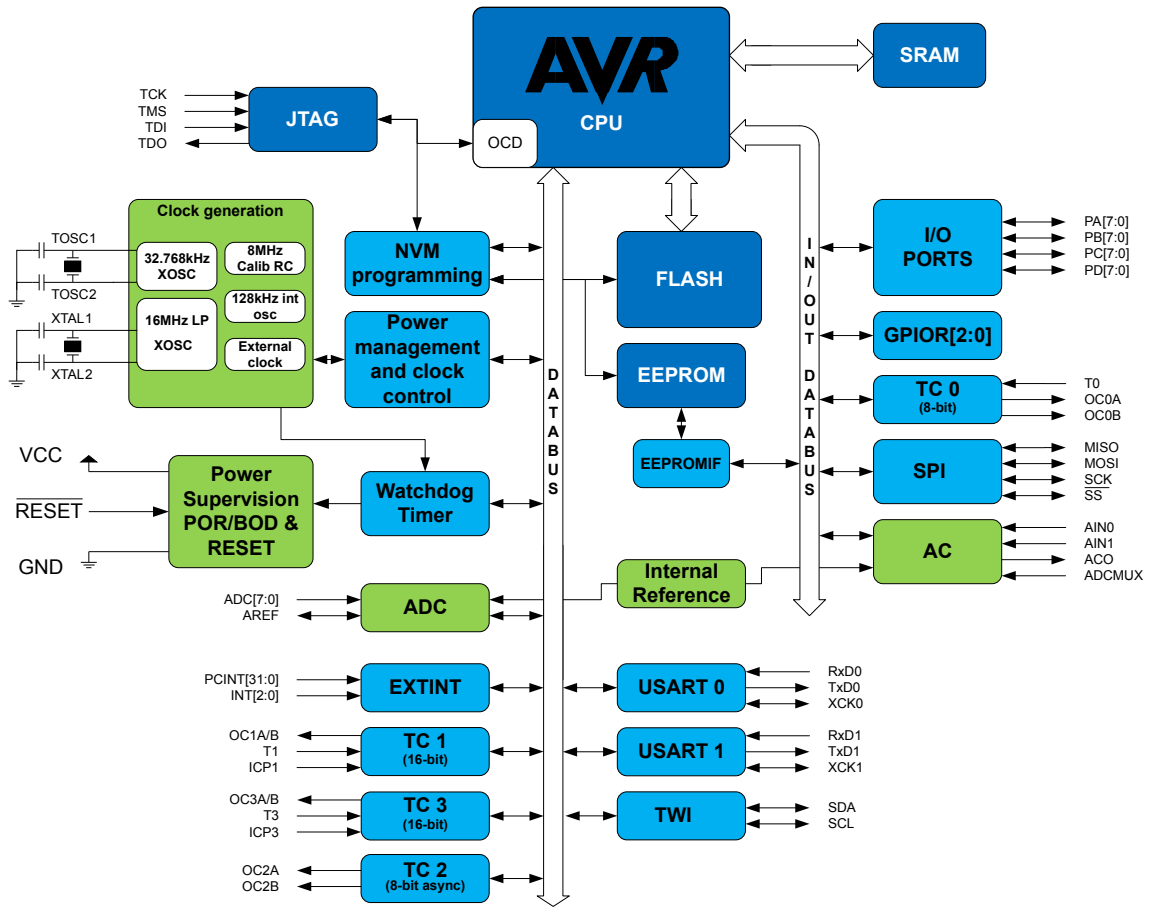 AVR
CPU
OCD
SRAM
TCK
TMS
TDI
TDO
JTAG
Clock generation
TOSC1
TOSC2
XTAL1
XTAL2
32.768kHz
XOSC
8MHz
Calib RC
16MHz LP
XOSC
128kHz int
osc
External
clock
NVM
programming
Power
management
and clock
control
FLASH
EEPROM
EEPROMIF
DATABUS
IN/OUT DATABUS
I/O
PORTS
PA[7:0]
PB[7:0]
PC[7:0]
PD[7:0]
GPIOR[2:0]
TC 0
(8-bit)
T0
OC0A
OC0B
SPI
MISO
MOSI
SCK
SS
AC
AIN0
AIN1
ACO
ADCMUX
VCC
RESET
GND
Power
Supervision
POR/BOD &
RESET
Watchdog
Timer
Internal
Reference
ADC[7:0]
AREF
ADC
PCINT[31:0]
INT[2:0]
EXTINT
USART 0
RxD0
TxD0
XCK0
OC1A/B
T1
ICP1
TC 1
(16-bit)
USART 1
RxD1
TxD1
XCK1
OC3A/B
T3
ICP3
TC 3
(16-bit)
TWI
SDA
SCL
OC2A
OC2B
TC 2
(8-bit async)